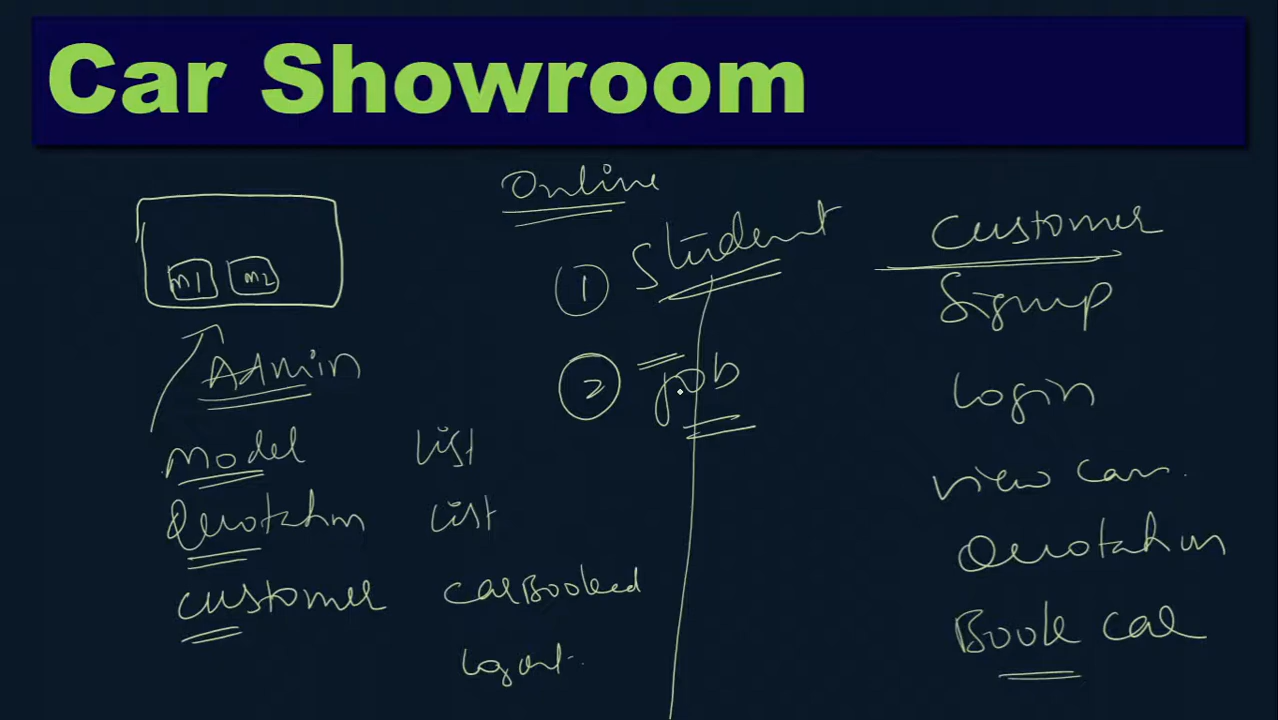 Car Showroom
Online
① Student
② Job
m1 m2
Admin
Model List
Quotation List
customer carBooked
logout
Customer
Signup
Login
view car.
Quotation
Book car